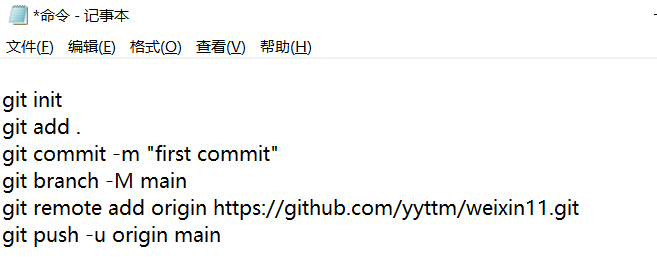 *命令 - 记事本
文件(F) 编辑(E) 格式(O) 查看(V) 帮助(H)
git init
git add .
git commit -m "first commit"
git branch -M main
git remote add origin https://github.com/yyttm/weixin11.git
git push -u origin main